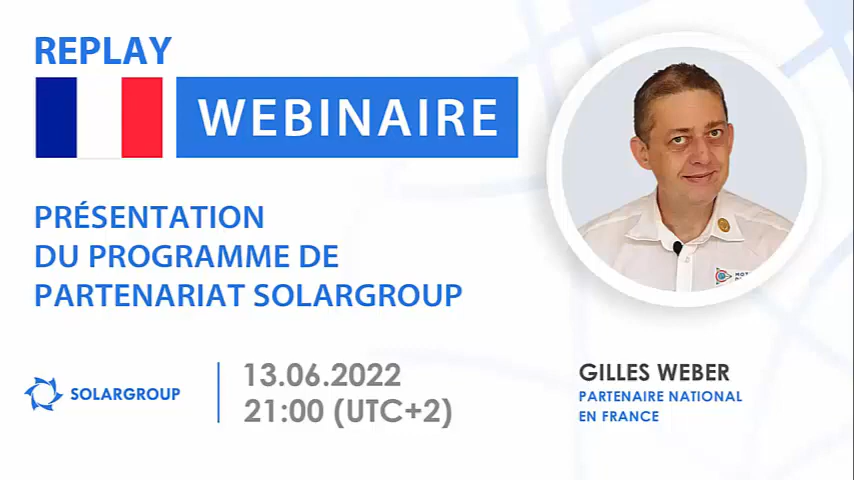 REPLAY
WEBINAIRE
PRÉSENTATION
DU PROGRAMME DE
PARTENARIAT SOLARGROUP
SOLARGROUP
13.06.2022
21:00 (UTC+2)
GILLES WEBER
PARTENAIRE NATIONAL
EN FRANCE